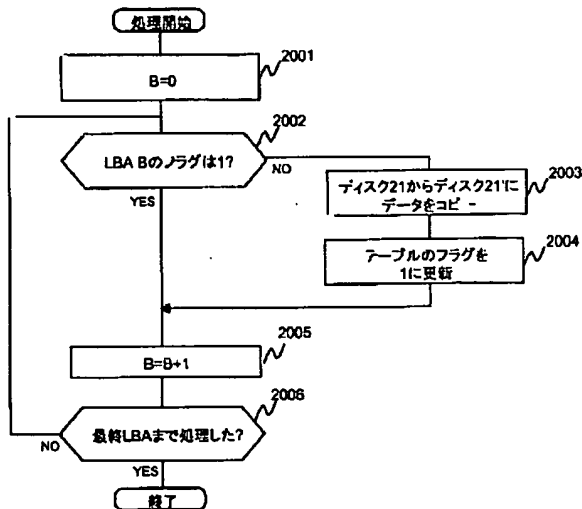 処理開始
2001
B=0
2002
LBA Bのフラグは1?
NO
YES
2003
ディスク21からディスク21'に
データをコピー
2004
テーブルのフラグを
1に更新
2005
B=B+1
2006
最終LBAまで処理した?
NO
YES
終了